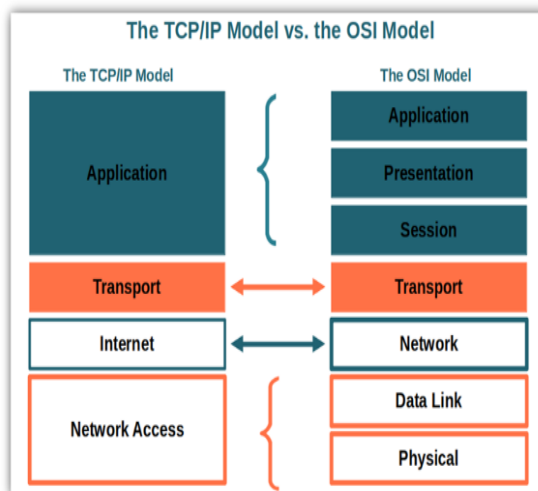 The TCP/IP Model vs. the OSI Model
The TCP/IP Model
The OSI Model
Application
Application
Presentation
Session
Transport
Transport
Internet
Network
Network Access
Data Link
Physical